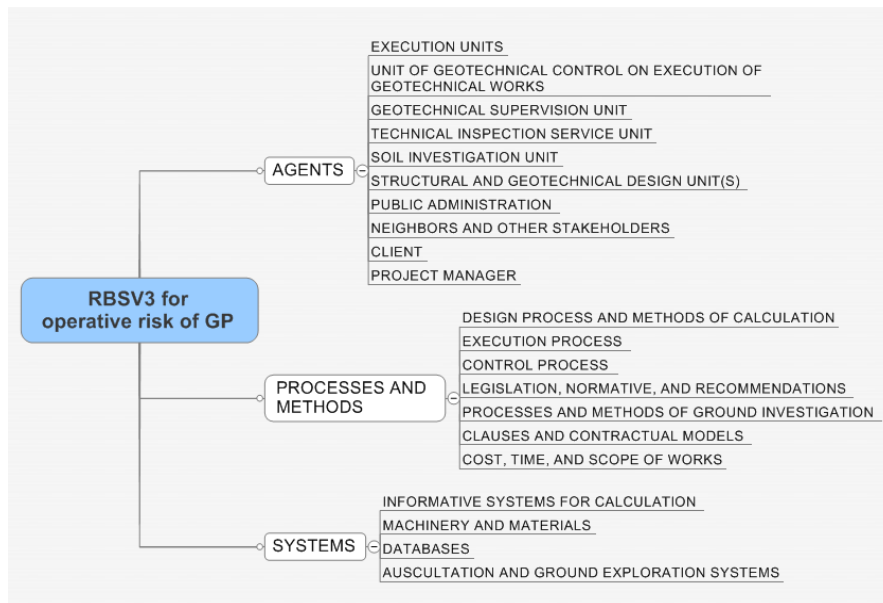 RBSV3 for
operative risk of GP
AGENTS
EXECUTION UNITS
UNIT OF GEOTECHNICAL CONTROL ON EXECUTION OF
GEOTECHNICAL WORKS
GEOTECHNICAL SUPERVISION UNIT
TECHNICAL INSPECTION SERVICE UNIT
SOIL INVESTIGATION UNIT
STRUCTURAL AND GEOTECHNICAL DESIGN UNIT(S)
PUBLIC ADMINISTRATION
NEIGHBORS AND OTHER STAKEHOLDERS
CLIENT
PROJECT MANAGER
PROCESSES AND
METHODS
DESIGN PROCESS AND METHODS OF CALCULATION
EXECUTION PROCESS
CONTROL PROCESS
LEGISLATION, NORMATIVE, AND RECOMMENDATIONS
PROCESSES AND METHODS OF GROUND INVESTIGATION
CLAUSES AND CONTRACTUAL MODELS
COST, TIME, AND SCOPE OF WORKS
SYSTEMS
INFORMATIVE SYSTEMS FOR CALCULATION
MACHINERY AND MATERIALS
DATABASES
AUSCULTATION AND GROUND EXPLORATION SYSTEMS